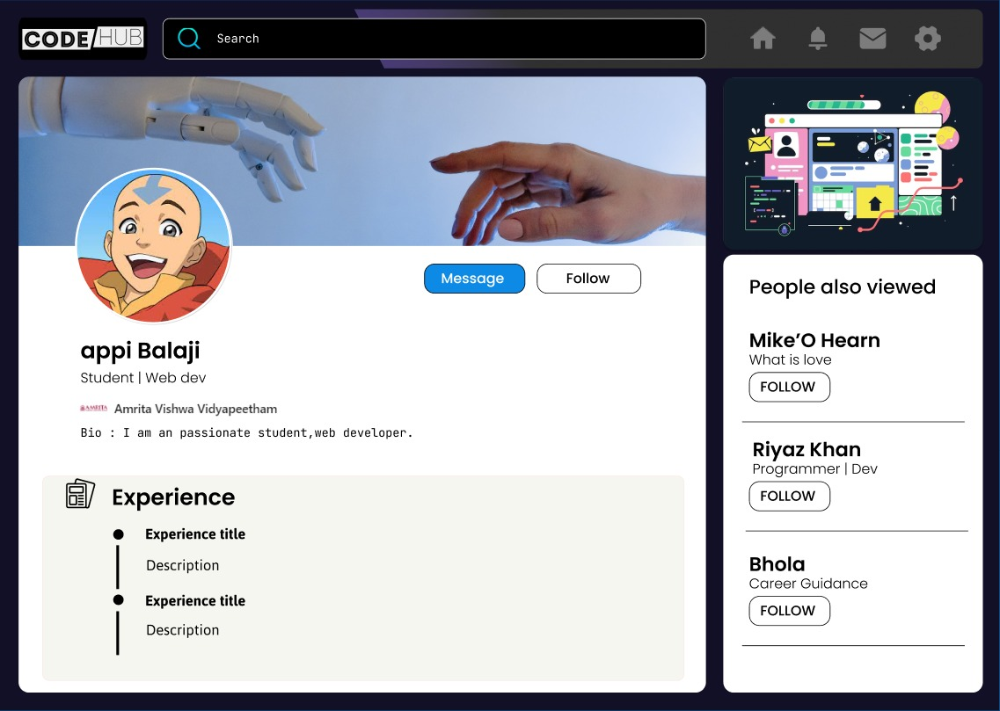 CODE/HUB
Search
Message
Follow
appi Balaji
Student | Web dev
AMRITA
Amrita Vishwa Vidyapeetham
Bio : I am an passionate student,web developer.
Experience
Experience title
Description
Experience title
Description
People also viewed
Mike’O Hearn
What is love
FOLLOW
Riyaz Khan
Programmer | Dev
FOLLOW
Bhola
Career Guidance
FOLLOW